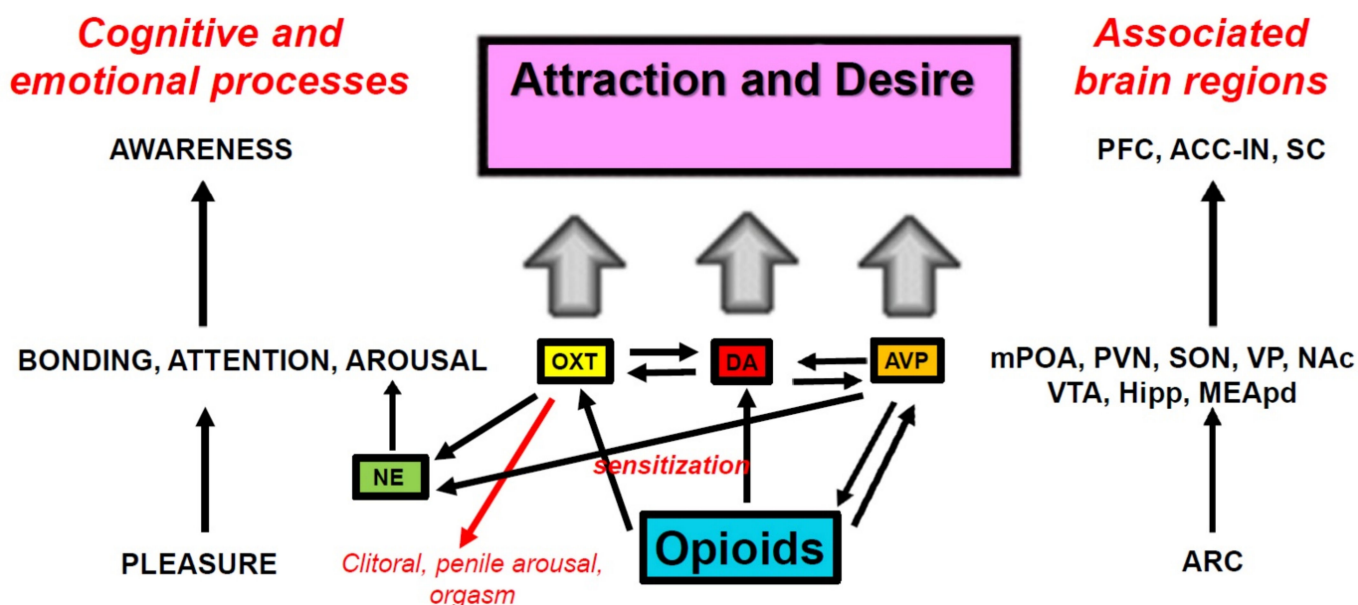 Cognitive and
emotional processes
Attraction and Desire
Associated
brain regions
AWARENESS
PFC, ACC-IN, SC
BONDING, ATTENTION, AROUSAL
OXT
DA
AVP
mPOA, PVN, SON, VP, NAc
VTA, Hipp, MEApd
NE
sensitization
PLEASURE
Clitoral, penile arousal,
orgasm
Opioids
ARC